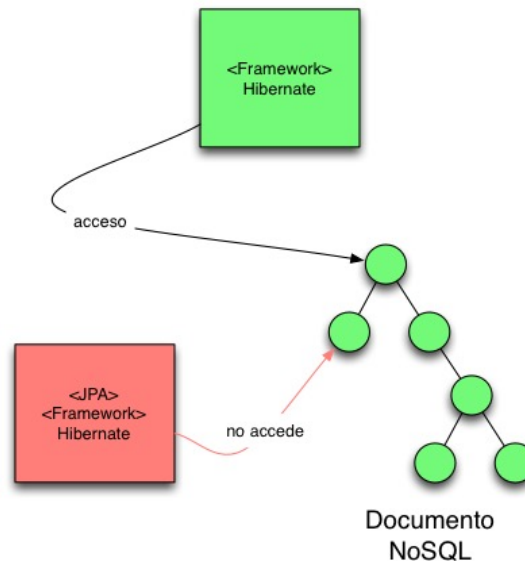 <Framework>
Hibernate
acceso
<JPA>
<Framework>
Hibernate
no accede
Documento
NoSQL